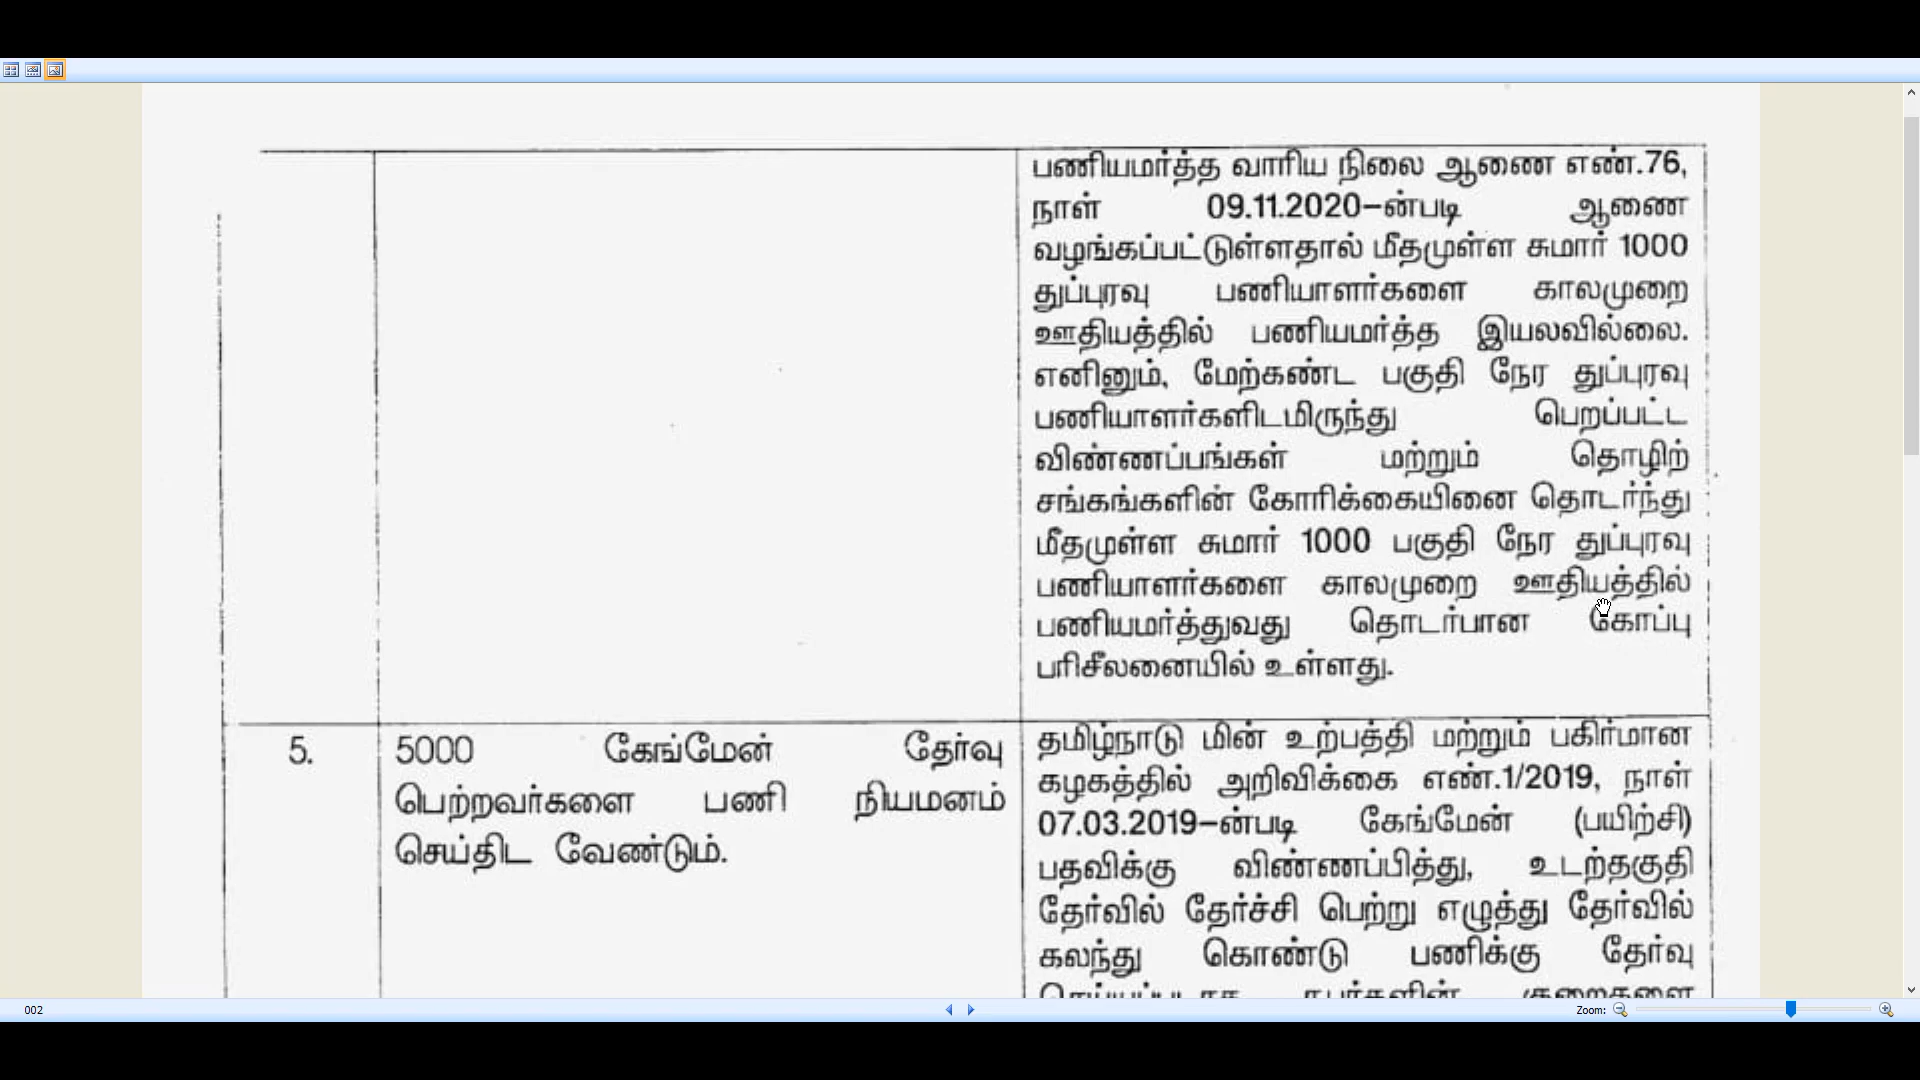 பணியமர்த்த வாரிய நிலை ஆணை எண்.76,
நாள் 09.11.2020-ன்படி ஆணை
வழங்கப்பட்டுள்ளதால் மீதமுள்ள சுமார் 1000
துப்புரவு பணியாளர்களை காலமுறை
ஊதியத்தில் பணியமர்த்த இயலவில்லை.
எனினும், மேற்கண்ட பகுதி நேர துப்புரவு
பணியாளர்களிடமிருந்து பெறப்பட்ட
விண்ணப்பங்கள் மற்றும் தொழிற்
சங்கங்களின் கோரிக்கையினை தொடர்ந்து
மீதமுள்ள சுமார் 1000 பகுதி நேர துப்புரவு
பணியாளர்களை காலமுறை ஊதியத்தில்
பணியமர்த்துவது தொடர்பான கோப்பு
பரிசீலனையில் உள்ளது.
5.
5000 கேங்மேன் தேர்வு
பெற்றவர்களை பணி நியமனம்
செய்திட வேண்டும்.
தமிழ்நாடு மின் உற்பத்தி மற்றும் பகிர்மான
கழகத்தில் அறிவிக்கை எண்.1/2019, நாள்
07.03.2019-ன்படி கேங்மேன் (பயிற்சி)
பதவிக்கு விண்ணப்பித்து, உடற்தகுதி
தேர்வில் தேர்ச்சி பெற்று எழுத்து தேர்வில்
கலந்து கொண்டு பணிக்கு தேர்வு
002
Zoom: